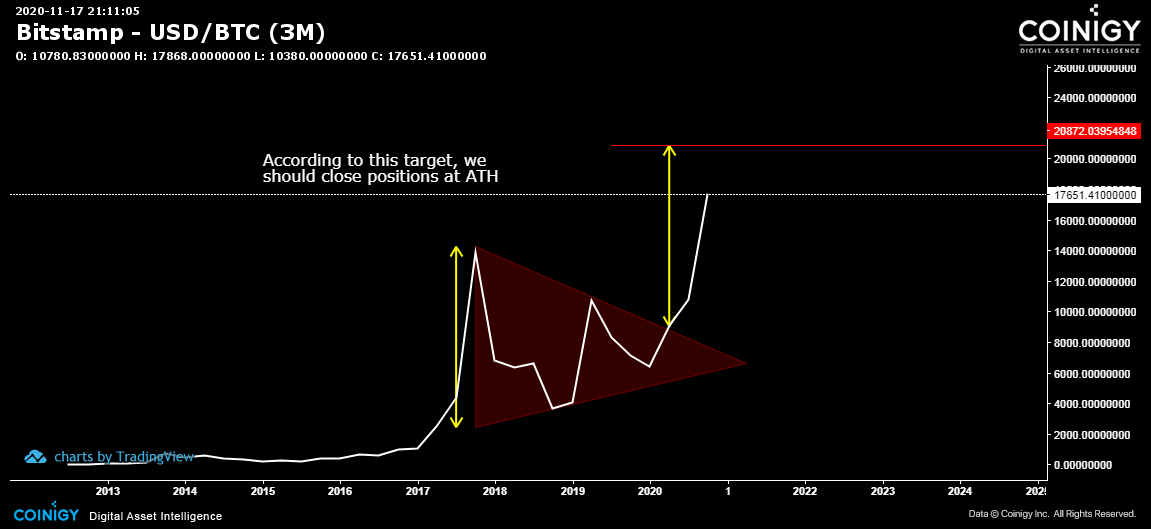 2020-11-17 21:11:05
Bitstamp - USD/BTC (3M)
O: 10780.83000000 H: 17868.00000000 L: 10380.00000000 C: 17651.41000000
COINIGY
DIGITAL ASSET INTELLIGENCE
26000.00000000
24000.00000000
20872.03954848
20000.00000000
According to this target, we
should close positions at ATH
17651.41000000
16000.00000000
14000.00000000
12000.00000000
10000.00000000
8000.00000000
6000.00000000
4000.00000000
2000.00000000
0.00000000
charts by TradingView
2013 2014 2015 2016 2017 2018 2019 2020 1 2022 2023 2024 2025
COINIGY Digital Asset Intelligence
Data © Coinigy Inc. All Rights Reserved.